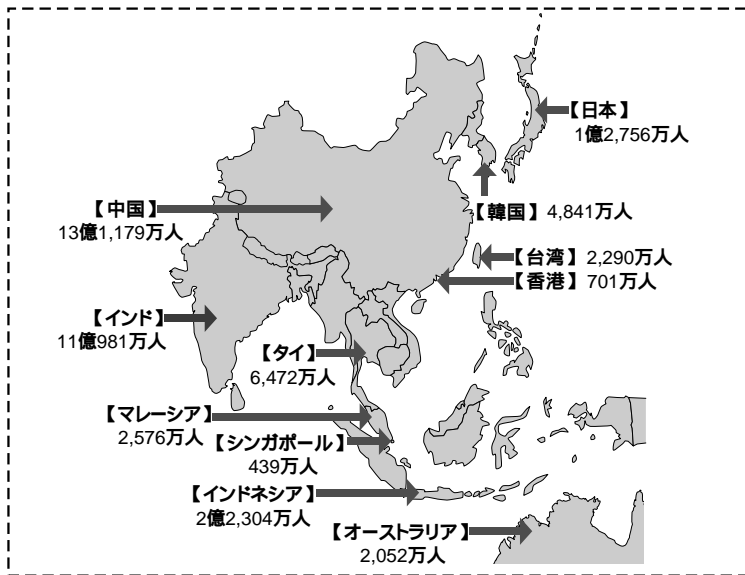 【日本】
1億2,756万人
【中国】
13億1,179万人
【韓国】 4,841万人
【台湾】 2,290万人
【香港】 701万人
【インド】
11億981万人
【タイ】
6,472万人
【マレーシア】
2,576万人
【シンガポール】
439万人
【インドネシア】
2億2,304万人
【オーストラリア】
2,052万人